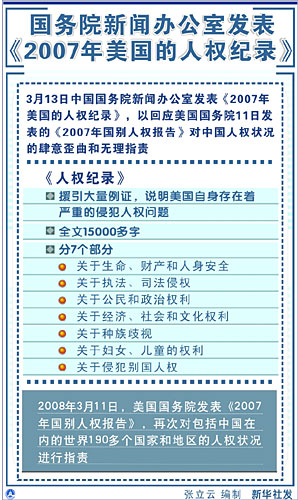 国务院新闻办公室发表
《2007年美国的人权纪录》
3月13日中国国务院新闻办公室发表《2007年
美国的人权纪录》，以回应美国国务院11日发
表的《2007年国别人权报告》对中国人权状况
的肆意歪曲和无理指责
《人权纪录》
援引大量例证，说明美国自身存在着
严重的侵犯人权问题
全文15000多字
分7个部分
关于生命、财产和人身安全
关于执法、司法侵权
关于公民和政治权利
关于经济、社会和文化权利
关于种族歧视
关于妇女、儿童的权利
关于侵犯别国人权
2008年3月11日，美国国务院发表《2007
年国别人权报告》，再次对包括中国在
内的世界190多个国家和地区的人权状况
进行指责
张立云 编制 新华社发